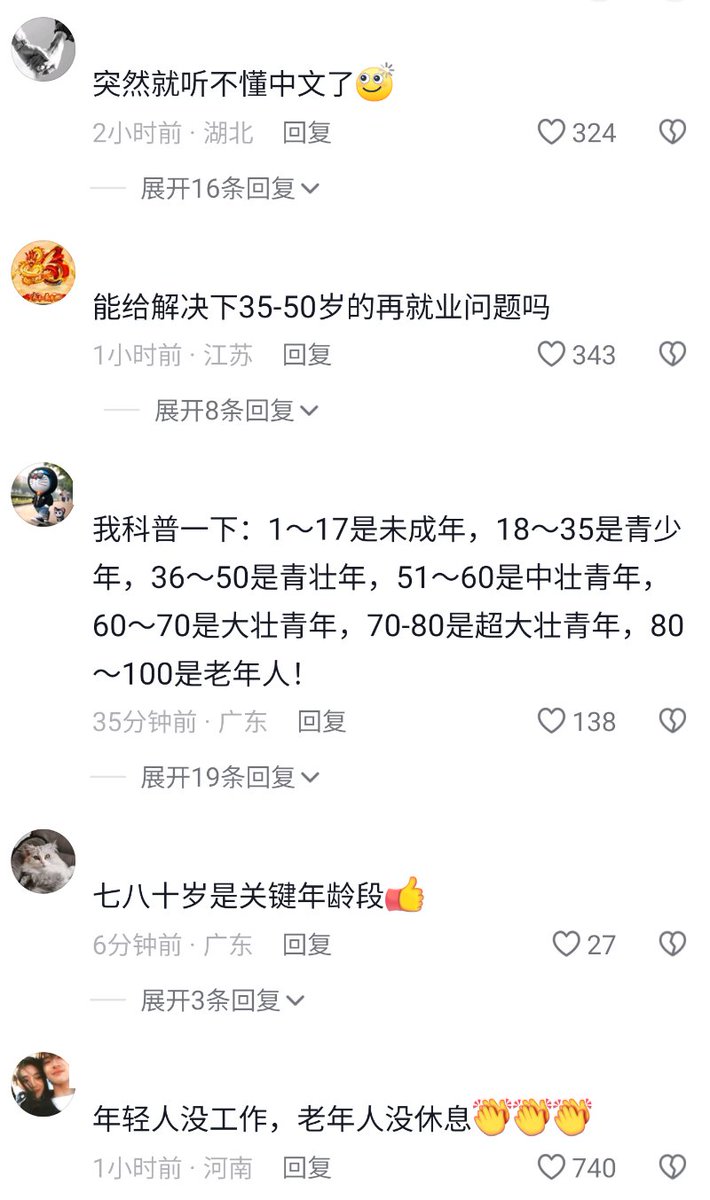 突然就听不懂中文了
2小时前 · 湖北 回复 324
展开16条回复
能给解决下35-50岁的再就业问题吗
1小时前 · 江苏 回复 343
展开8条回复
我科普一下：1～17是未成年，18～35是青少
年，36～50是青壮年，51～60是中壮青年，
60～70是大壮青年，70-80是超大壮青年，80
～100是老年人！
35分钟前 · 广东 回复 138
展开19条回复
七八十岁是关键年龄段👍
6分钟前 · 广东 回复 27
展开3条回复
年轻人没工作，老年人没休息👏👏👏
1小时前 · 河南 回复 740